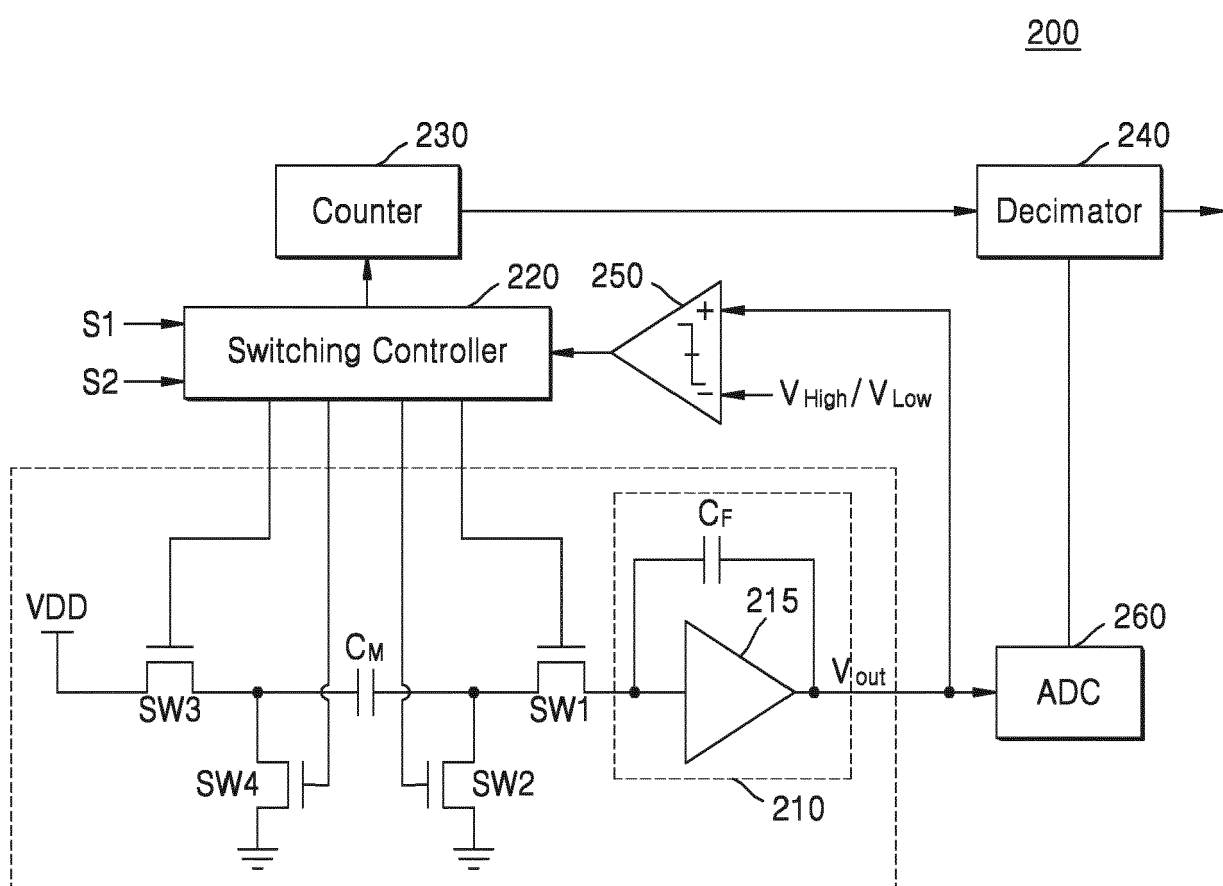 200
230
Counter
240
Decimator
220
250
S1
S2
Switching Controller
+
−
VHigh / VLow
CF
215
VDD
CM
SW3
SW1
Vout
260
ADC
SW4
SW2
210